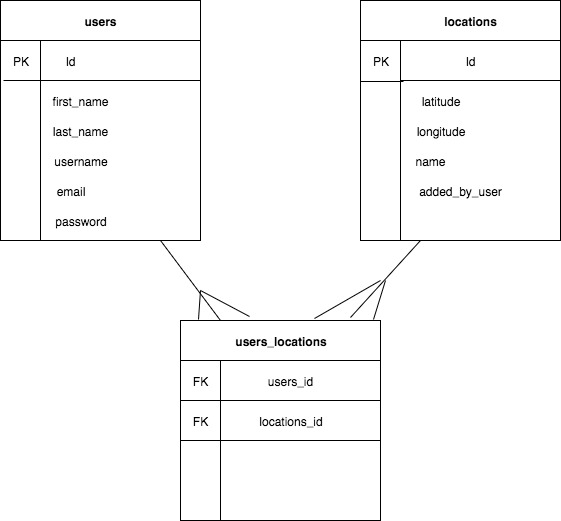 users
PK Id
first_name
last_name
username
email
password
locations
PK Id
latitude
longitude
name
added_by_user
users_locations
FK users_id
FK locations_id